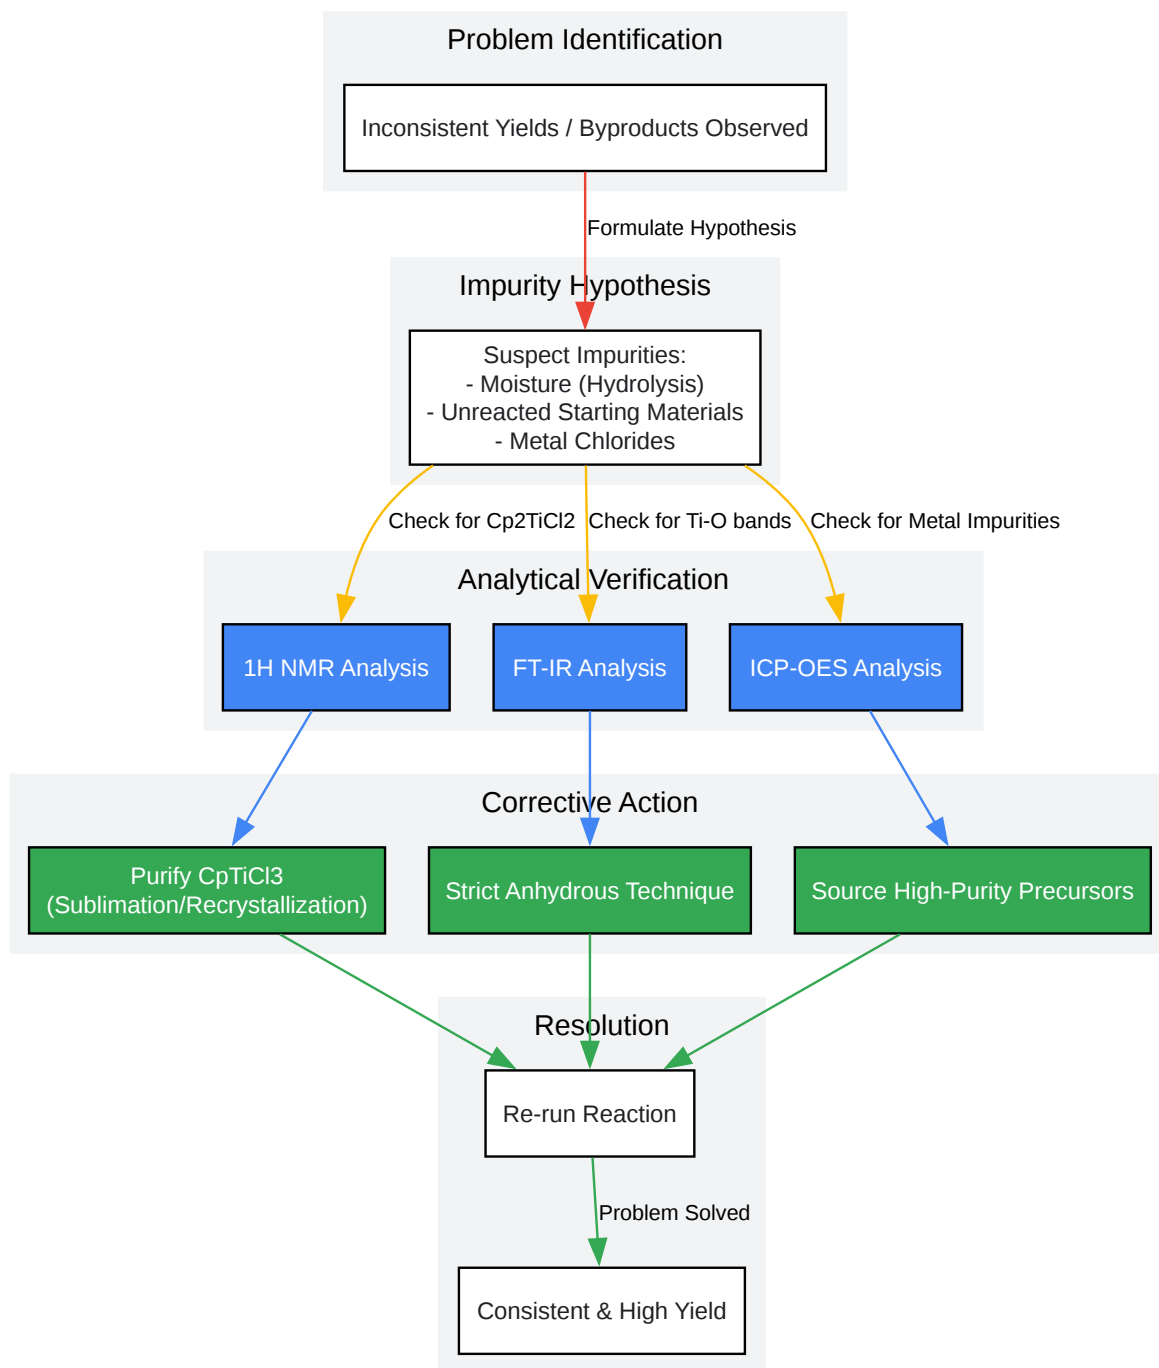 Problem Identification
Inconsistent Yields / Byproducts Observed
Formulate Hypothesis
Impurity Hypothesis
Suspect Impurities:
- Moisture (Hydrolysis)
- Unreacted Starting Materials
- Metal Chlorides
Check for Cp2TiCl2
Check for Ti-O bands
Check for Metal Impurities
Analytical Verification
1H NMR Analysis
FT-IR Analysis
ICP-OES Analysis
Corrective Action
Purify CpTiCl3
(Sublimation/Recrystallization)
Strict Anhydrous Technique
Source High-Purity Precursors
Resolution
Re-run Reaction
Problem Solved
Consistent & High Yield